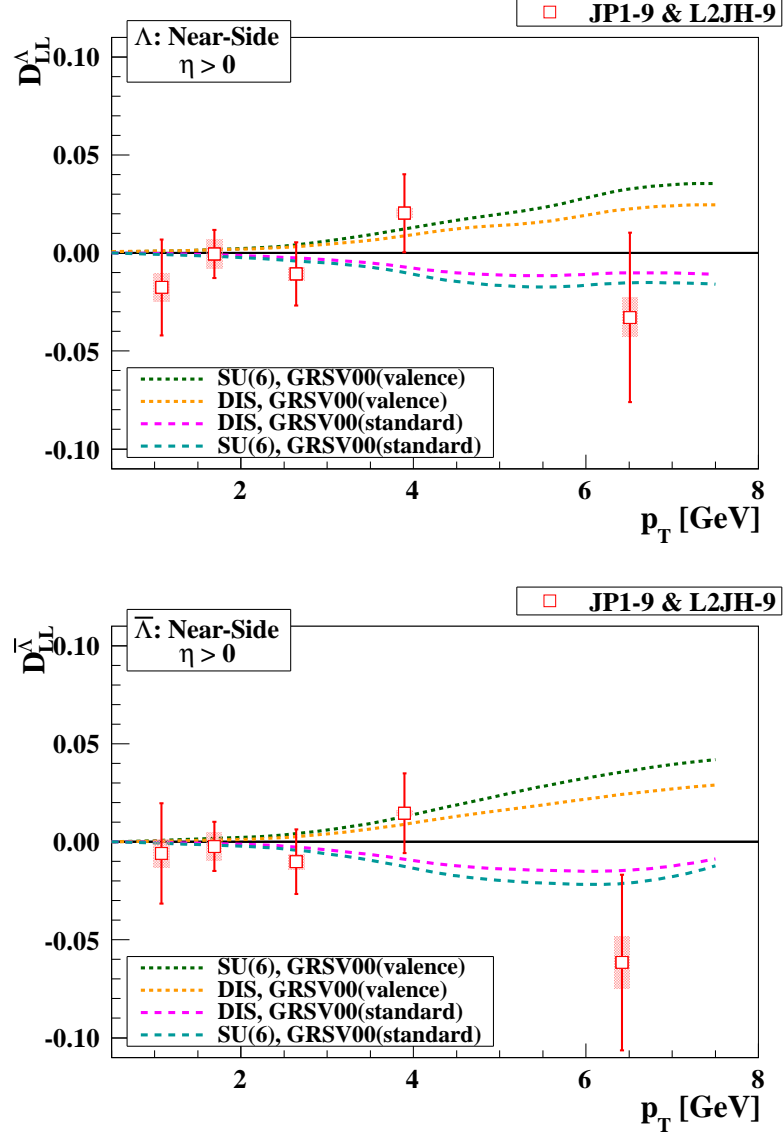 JP1-9 & L2JH-9
Λ: Near-Side
η > 0
D_LL^Λ
0.10
0.05
0.00
-0.05
-0.10
SU(6), GRSV00(valence)
DIS, GRSV00(valence)
DIS, GRSV00(standard)
SU(6), GRSV00(standard)
2 4 6 8
p_T [GeV]
JP1-9 & L2JH-9
Λ̅: Near-Side
η > 0
D_LL^Λ̅
0.10
0.05
0.00
-0.05
-0.10
SU(6), GRSV00(valence)
DIS, GRSV00(valence)
DIS, GRSV00(standard)
SU(6), GRSV00(standard)
2 4 6 8
p_T [GeV]